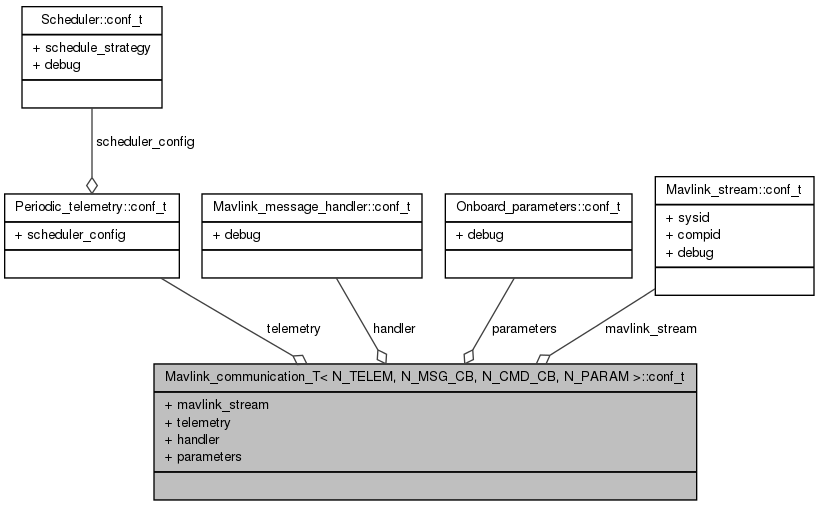 Scheduler::conf_t
+ schedule_strategy
+ debug
scheduler_config
Periodic_telemetry::conf_t
+ scheduler_config
Mavlink_message_handler::conf_t
+ debug
Onboard_parameters::conf_t
+ debug
Mavlink_stream::conf_t
+ sysid
+ compid
+ debug
telemetry
handler
parameters
mavlink_stream
Mavlink_communication_T< N_TELEM, N_MSG_CB, N_CMD_CB, N_PARAM >::conf_t
+ mavlink_stream
+ telemetry
+ handler
+ parameters